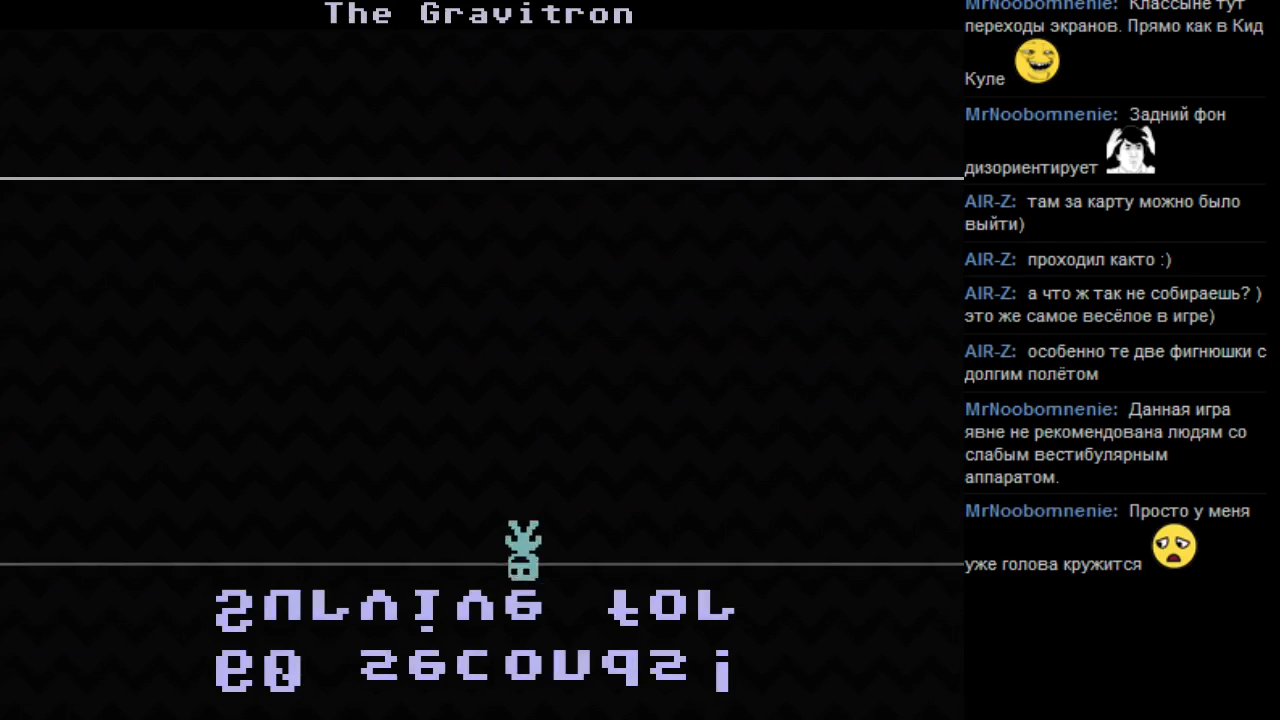 The Gravitron
Survive for
60 seconds!
MrNoobomnenie: Классыне тут
переходы экранов. Прямо как в Кид
Куле
MrNoobomnenie: Задний фон
дизориентирует
AIR-Z: там за карту можно было
выйти)
AIR-Z: проходил както :)
AIR-Z: а что ж так не собираешь? )
это же самое весёлое в игре)
AIR-Z: особенно те две фигнюшки с
долгим полётом
MrNoobomnenie: Данная игра
явне не рекомендована людям со
слабым вестибулярным
аппаратом.
MrNoobomnenie: Просто у меня
уже голова кружится